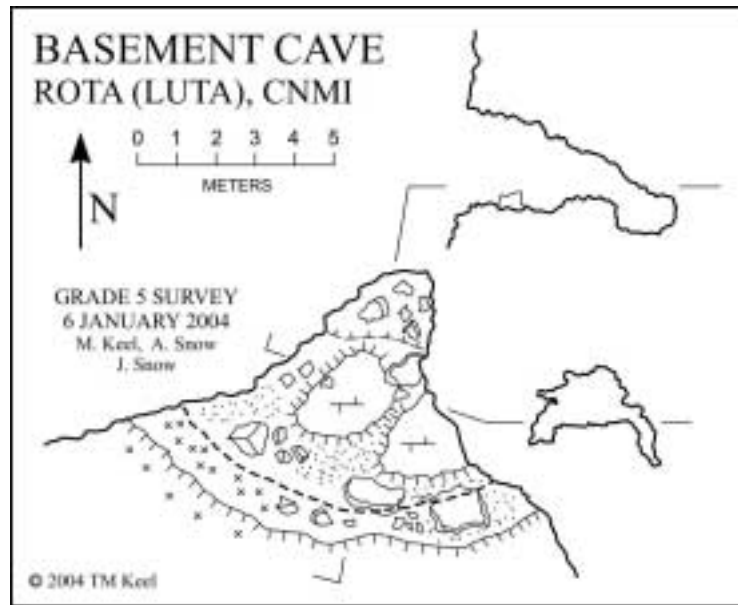 BASEMENT CAVE
ROTA (LUTA), CNMI
0 1 2 3 4 5
METERS
N
GRADE 5 SURVEY
6 JANUARY 2004
M. Keel, A. Snow
J. Snow
© 2004 TM Keel